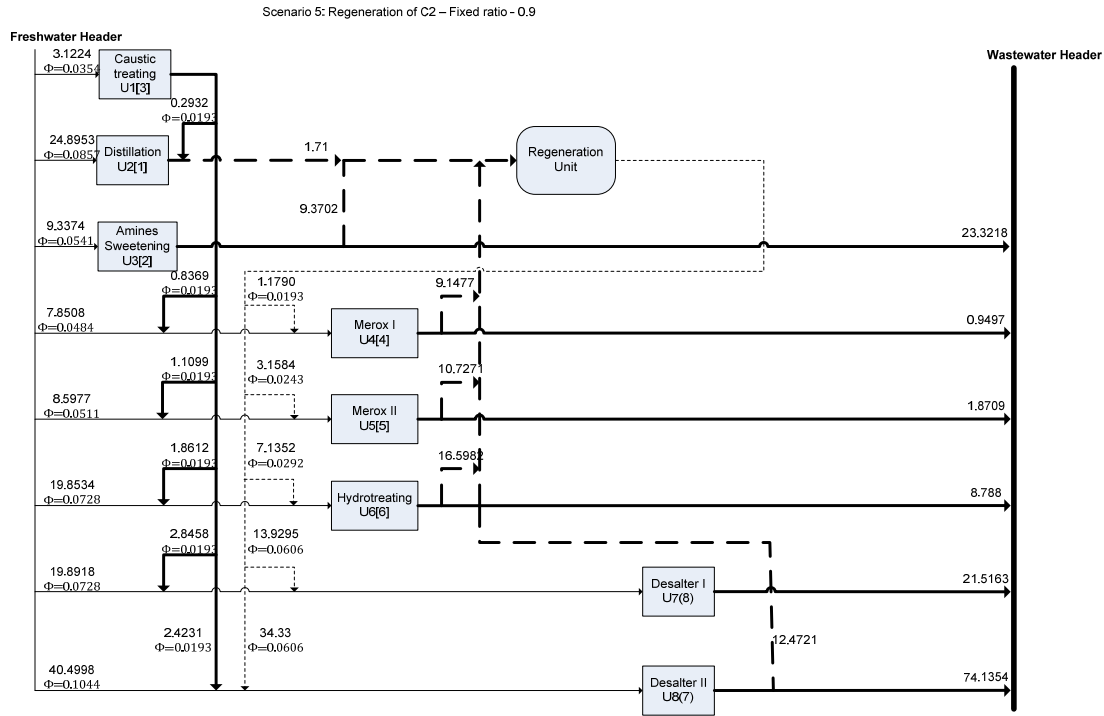 Scenario 5: Regeneration of C2 – Fixed ratio - 0.9
Freshwater Header
Wastewater Header
3.1224
Φ=0.0354
Caustic
treating
U1[3]
0.2932
Φ=0.0193
24.8953
Φ=0.0857
Distillation
U2[1]
1.71
Regeneration
Unit
9.3702
9.3374
Φ=0.0541
Amines
Sweetening
U3[2]
23.3218
0.8369
Φ=0.0193
1.1790
Φ=0.0193
9.1477
7.8508
Φ=0.0484
Merox I
U4[4]
0.9497
1.1099
Φ=0.0193
3.1584
Φ=0.0243
10.7271
8.5977
Φ=0.0511
Merox II
U5[5]
1.8709
1.8612
Φ=0.0193
7.1352
Φ=0.0292
16.5982
19.8534
Φ=0.0728
Hydrotreating
U6[6]
8.788
2.8458
Φ=0.0193
13.9295
Φ=0.0606
19.8918
Φ=0.0728
Desalter I
U7(8)
21.5163
2.4231
Φ=0.0193
34.33
Φ=0.0606
12.4721
40.4998
Φ=0.1044
Desalter II
U8(7)
74.1354